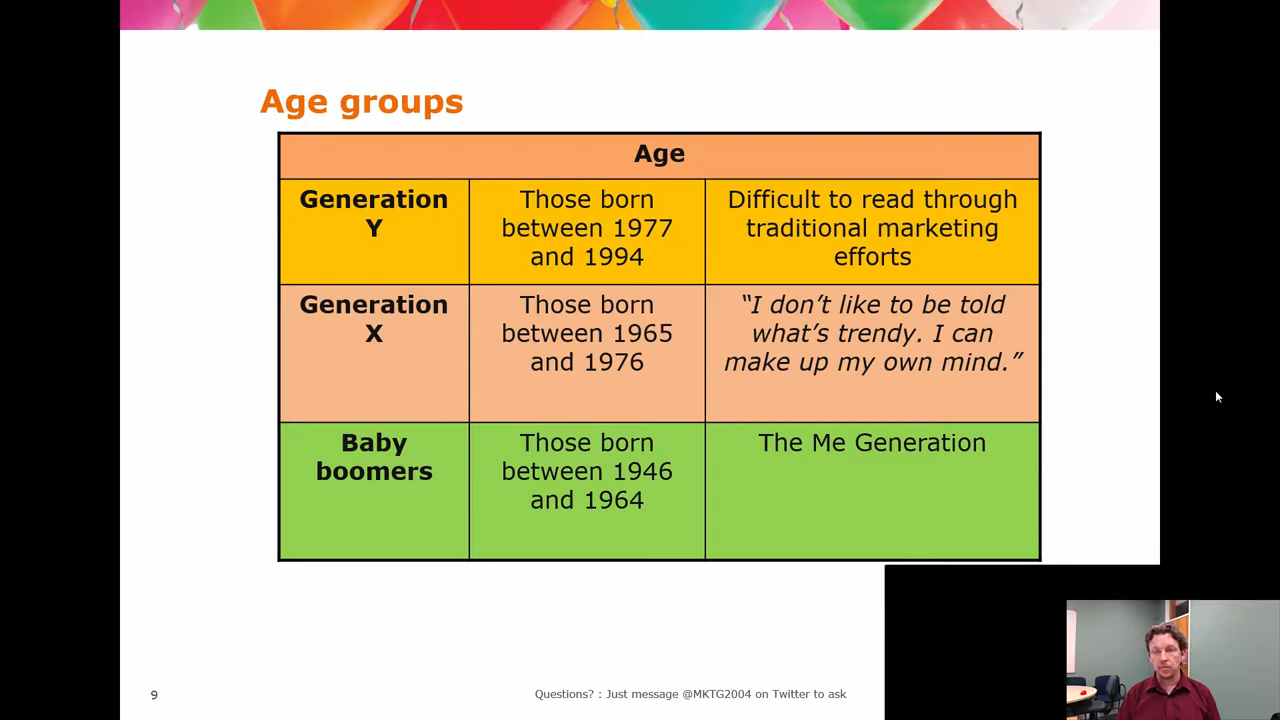 Age groups
Age
Generation
Y
Those born
between 1977
and 1994
Difficult to read through
traditional marketing
efforts
Generation
X
Those born
between 1965
and 1976
“I don’t like to be told
what’s trendy. I can
make up my own mind.”
Baby
boomers
Those born
between 1946
and 1964
The Me Generation
9
Questions? : Just message @MKTG2004 on Twitter to ask